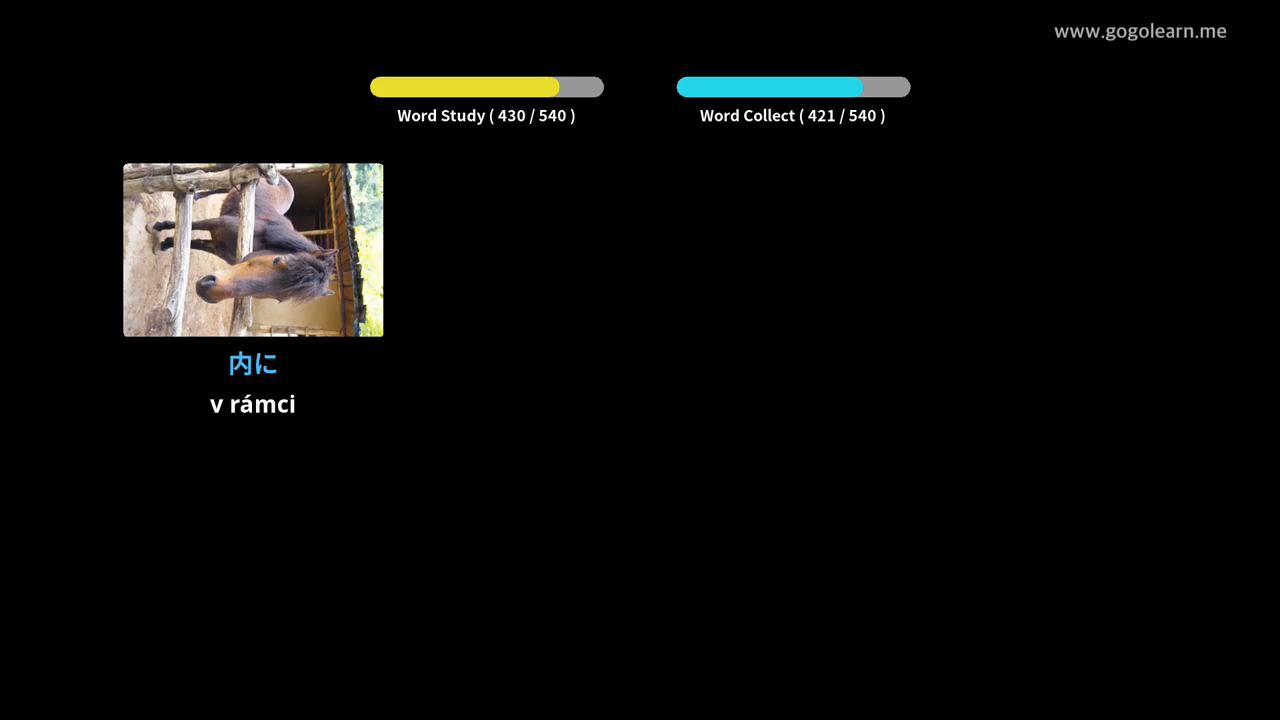 www.gogolearn.me
Word Study ( 430 / 540 )
Word Collect ( 421 / 540 )
内に
v rámci